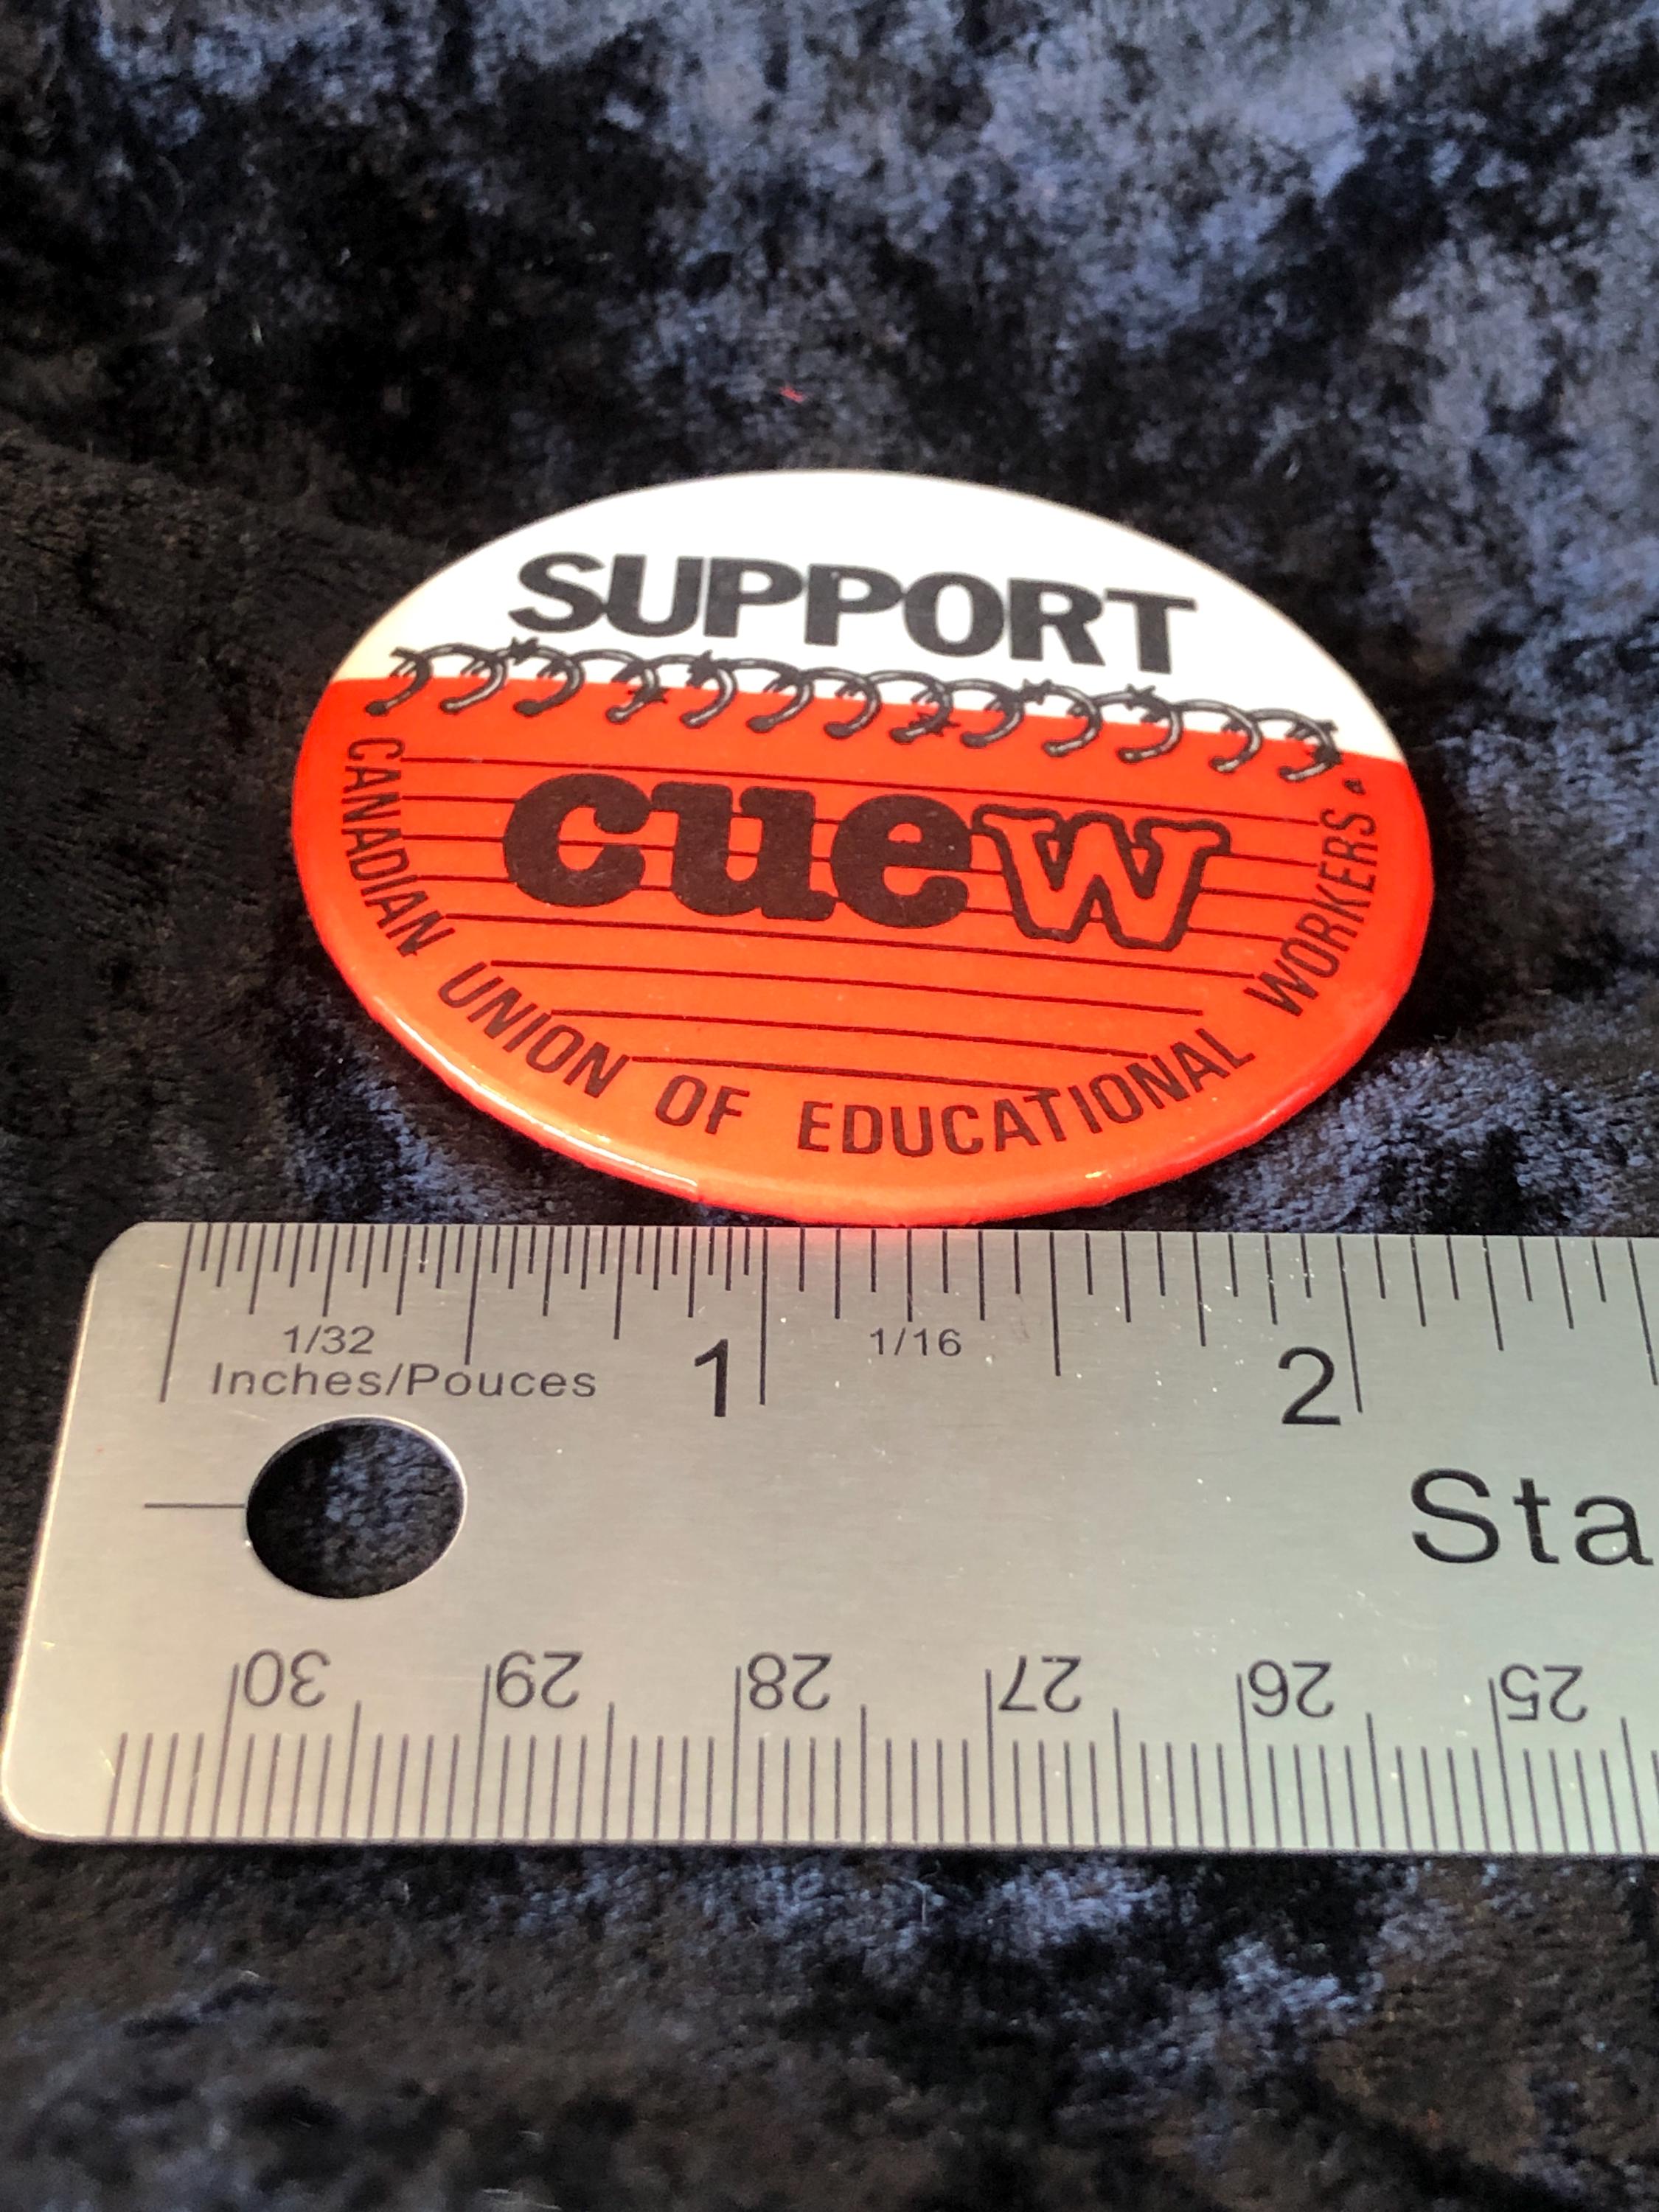 SUPPORT
cuew
CANADIAN UNION OF EDUCATIONAL WORKERS
1/32
1/16
Inches/Pouces
1
2
Sta
30 29 28 27 26 25